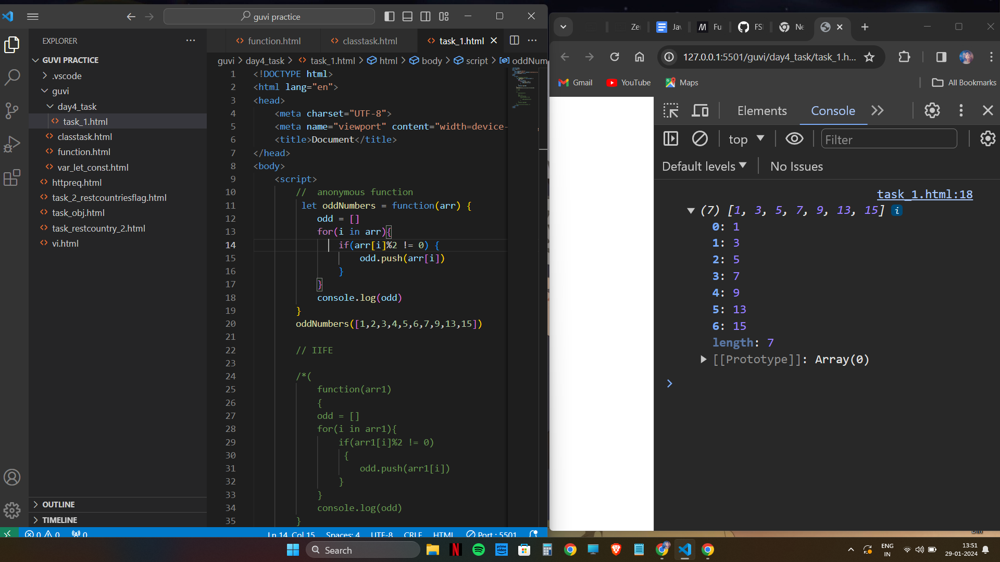 guvi practice
EXPLORER
function.html
classtask.html
task_1.html
GUVI PRACTICE
.vscode
guvi
day4_task
task_1.html
classtask.html
function.html
var_let_const.html
httpreq.html
task_2_restcountriesflag.html
task_obj.html
task_restcountry_2.html
vi.html
OUTLINE
TIMELINE
guvi > day4_task > task_1.html > html > body > script > oddNum
1 <!DOCTYPE html>
2 <html lang="en">
3 <head>
4 <meta charset="UTF-8">
5 <meta name="viewport" content="width=device-
6 <title>Document</title>
7 </head>
8 <body>
9 <script>
10 // anonymous function
11 let oddNumbers = function(arr) {
12 odd = []
13 for(i in arr){
14 if(arr[i]%2 != 0) {
15 odd.push(arr[i])
16 }
17 }
18 console.log(odd)
19 }
20 oddNumbers([1,2,3,4,5,6,7,9,13,15])
21
22 // IIFE
23
24 /*(
25 function(arr1)
26 {
27 odd = []
28 for(i in arr1){
29 if(arr1[i]%2 != 0)
30 {
31 odd.push(arr1[i])
32 }
33 }
34 console.log(odd)
35 }
0 0 0 Ln 14, Col 15 Spaces: 4 UTF-8 CRLF HTML Port : 5501
Ze Jav Fu FS Ne
127.0.0.1:5501/guvi/day4_task/task_1.h...
Gmail YouTube Maps All Bookmarks
Elements Console
top Filter
Default levels No Issues
task_1.html:18
(7) [1, 3, 5, 7, 9, 13, 15]
0: 1
1: 3
2: 5
3: 7
4: 9
5: 13
6: 15
length: 7
[[Prototype]]: Array(0)
Search
prime video
ENG
IN
13:51
29-01-2024